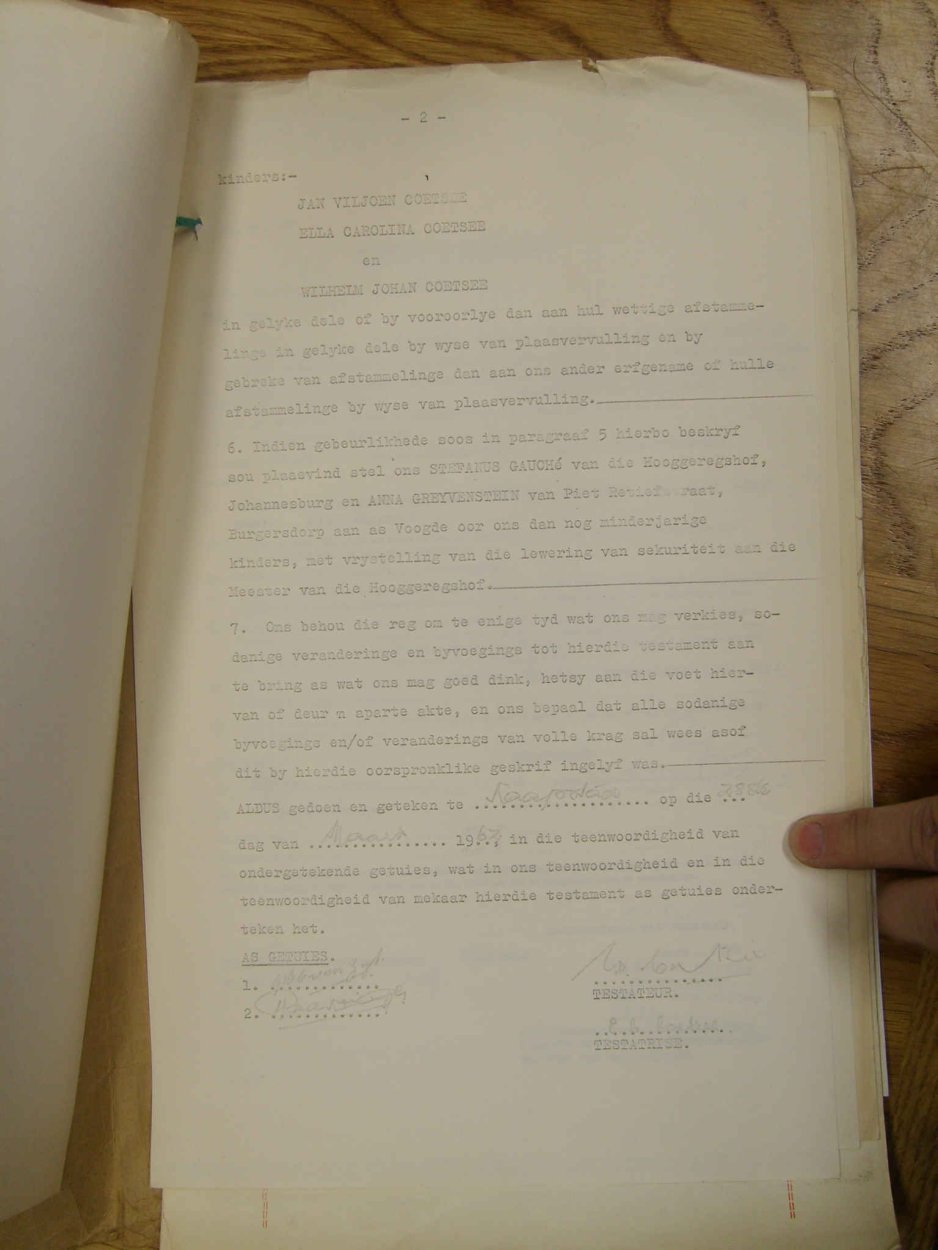 - 2 -
kinders:-
JAN VILJOEN COETSEE
ELLA CAROLINA COETSEE
en
WILHELM JOHAN COETSEE
in gelyke dele of by vooroorlye dan aan hul wettige afstamme-
linge in gelyke dele by wyse van plaasvervulling en by
gebreke van afstammelinge dan aan ons ander erfgename of hulle
afstammelinge by wyse van plaasvervulling.
6. Indien gebeurlikhede soos in paragraaf 5 hierbo beskryf
sou plaasvind stel ons STEFANUS GAUCHé van die Hooggeregshof,
Johannesburg en ANNA GREYVENSTEIN van Piet Retiefstraat,
Burgersdorp aan as Voogde oor ons dan nog minderjarige
kinders, met vrystelling van die lewering van sekuriteit aan die
Meester van die Hooggeregshof.
7. Ons behou die reg om te enige tyd wat ons mag verkies, so-
danige veranderinge en byvoegings tot hierdie testament aan
te bring as wat ons mag goed dink, hetsy aan die voet hier-
van of deur n aparte akte, en ons bepaal dat alle sodanige
byvoegings en/of veranderings van volle krag sal wees asof
dit by hierdie oorspronklike geskrif ingelyf was.
ALDUS gedoen en geteken te Kaapstad op die 28ste
dag van Maart 1962, in die teenwoordigheid van
ondergetekende getuies, wat in ons teenwoordigheid en in die
teenwoordigheid van mekaar hierdie testament as getuies onder-
teken het.
AS GETUIES.
1.
2.
TESTATEUR.
E.C. Coetsee
TESTATRISE.